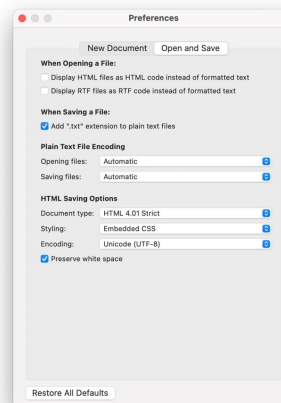 Preferences
New Document Open and Save
When Opening a File:
Display HTML files as HTML code instead of formatted text
Display RTF files as RTF code instead of formatted text
When Saving a File:
Add ".txt" extension to plain text files
Plain Text File Encoding
Opening files: Automatic
Saving files: Automatic
HTML Saving Options
Document type: HTML 4.01 Strict
Styling: Embedded CSS
Encoding: Unicode (UTF-8)
Preserve white space
Restore All Defaults